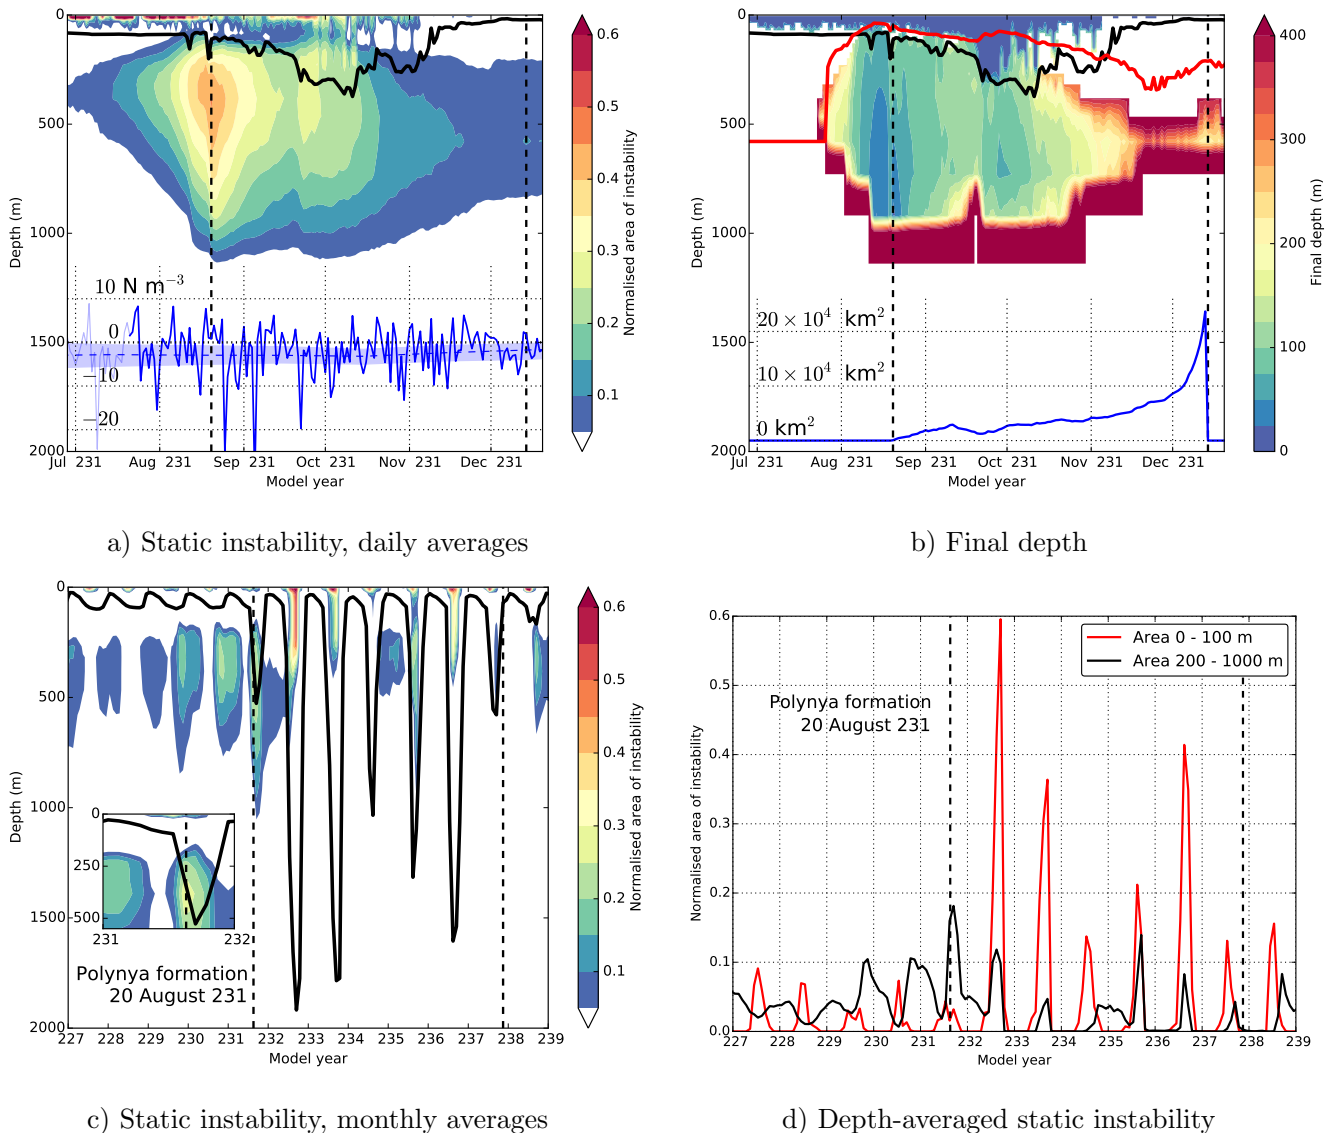 0
500
1000
1500
2000
Depth (m)
10 N m−3
0
−10
−20
Jul 231
Aug 231
Sep 231
Oct 231
Nov 231
Dec 231
Model year
0.6
0.5
0.4
0.3
0.2
0.1
Normalised area of instability
a) Static instability, daily averages
0
500
1000
1500
2000
Depth (m)
20 × 10⁴ km²
10 × 10⁴ km²
0 km²
Jul 231
Aug 231
Sep 231
Oct 231
Nov 231
Dec 231
Model year
400
300
200
100
0
Final depth (m)
b) Final depth
0
500
1000
1500
2000
Depth (m)
0
250
500
231
232
Polynya formation
20 August 231
227
228
229
230
231
232
233
234
235
236
237
238
239
Model year
0.6
0.5
0.4
0.3
0.2
0.1
Normalised area of instability
c) Static instability, monthly averages
0.6
0.5
0.4
0.3
0.2
0.1
0.0
Normalised area of instability
Area 0 - 100 m
Area 200 - 1000 m
Polynya formation
20 August 231
227
228
229
230
231
232
233
234
235
236
237
238
239
Model year
d) Depth-averaged static instability